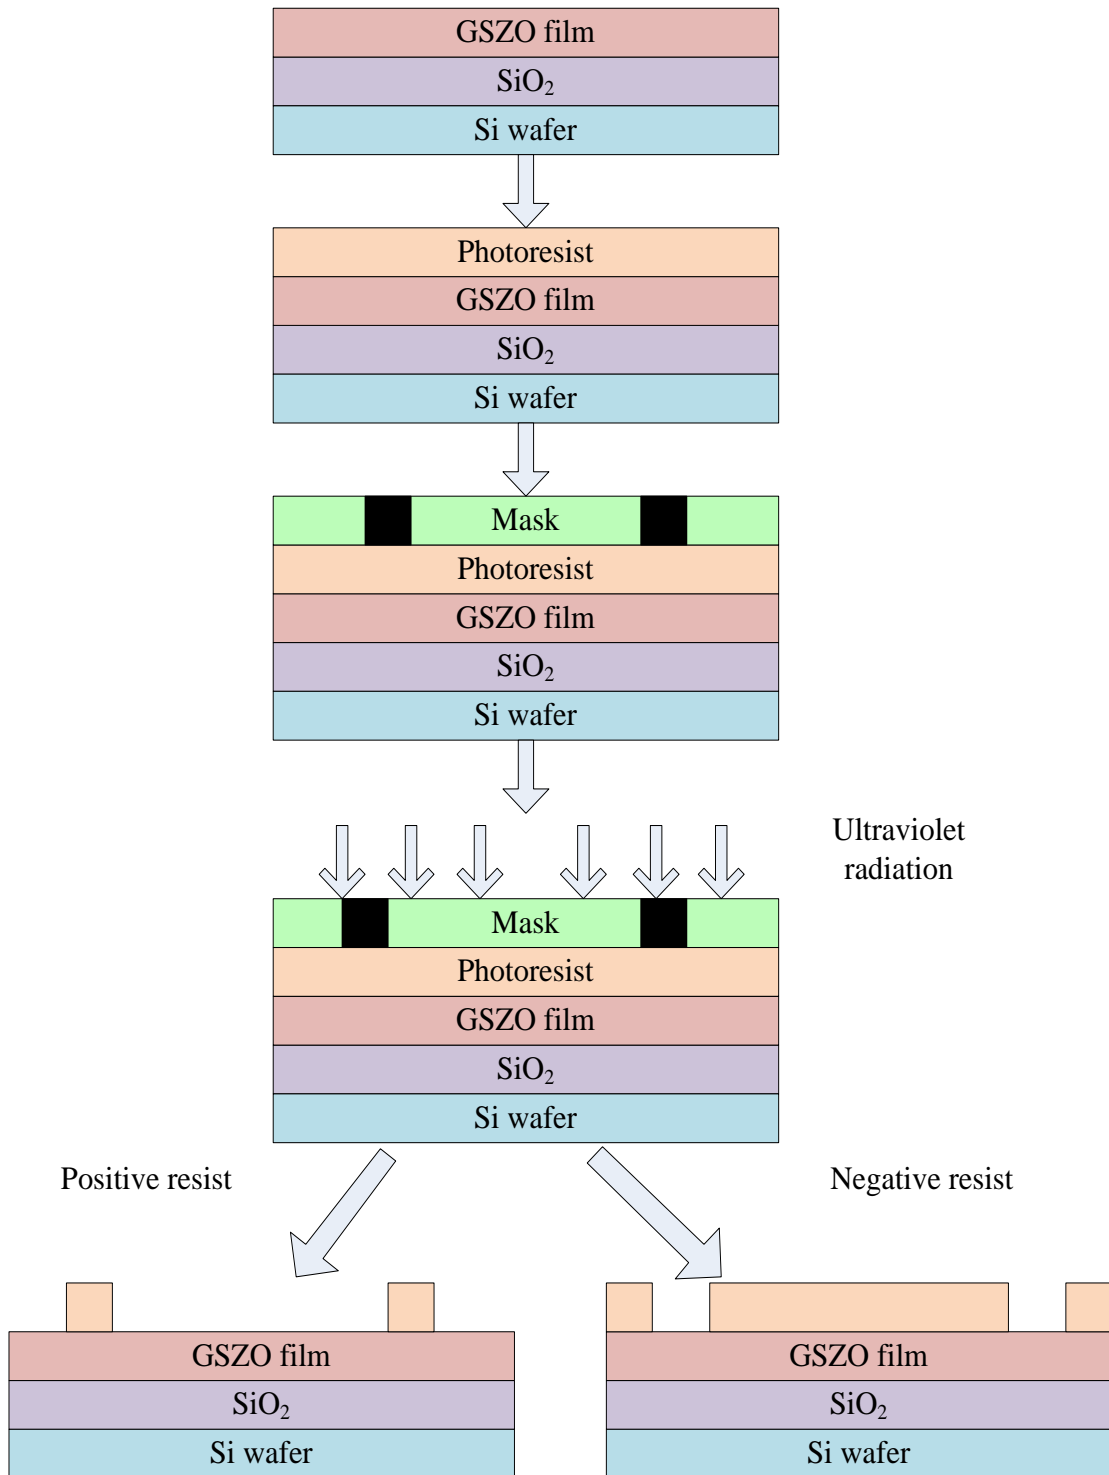 GSZO film
SiO₂
Si wafer
Photoresist
GSZO film
SiO₂
Si wafer
Mask
Photoresist
GSZO film
SiO₂
Si wafer
Ultraviolet
radiation
Mask
Photoresist
GSZO film
SiO₂
Si wafer
Positive resist
Negative resist
GSZO film
SiO₂
Si wafer
GSZO film
SiO₂
Si wafer